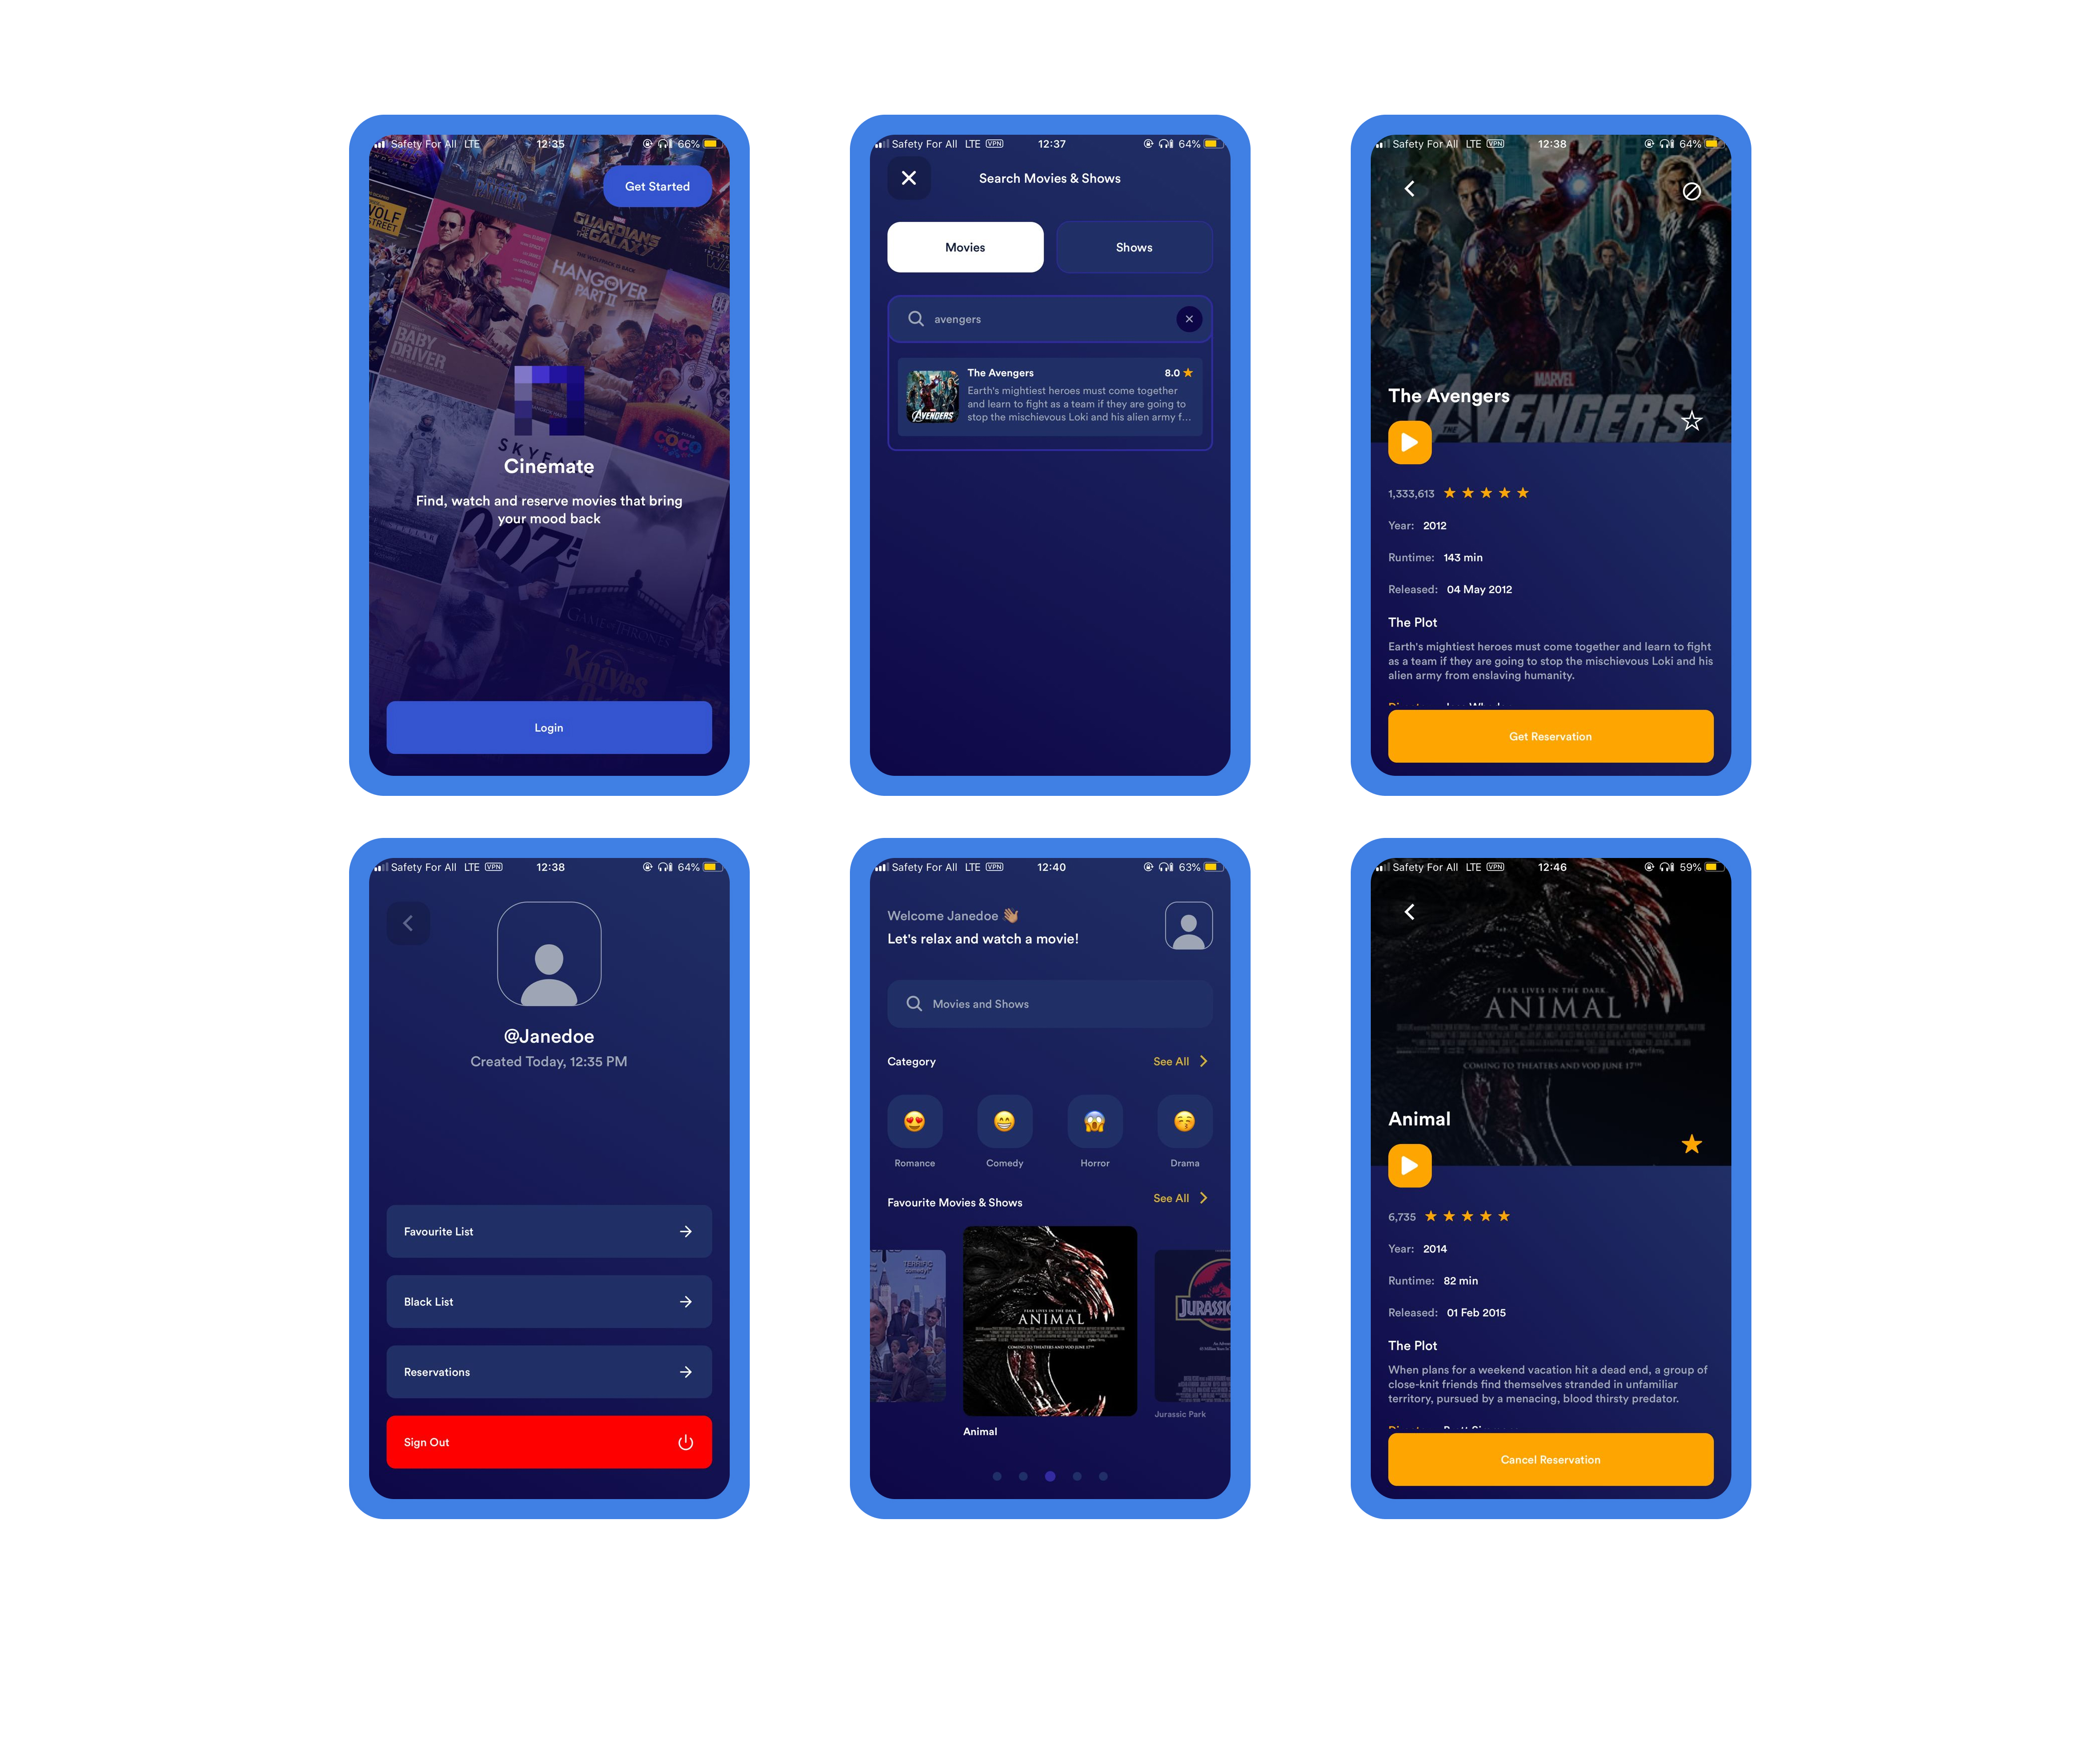 Safety For All LTE 12:35 66%
Get Started
WOLF
STREET
GUARDIANS
OF THE GALAXY
THE WOLFPACK IS BACK
HANGOVER
PART II
BABY
DRIVER
COCO
SKYFALL
Cinemate
Find, watch and reserve movies that bring
your mood back
007
GAME OF THRONES
Knives
Login
Safety For All LTE VPN 12:37 64%
Search Movies & Shows
Movies
Shows
avengers
The Avengers 8.0
Earth's mightiest heroes must come together
and learn to fight as a team if they are going to
stop the mischievous Loki and his alien army f...
AVENGERS
Safety For All LTE VPN 12:38 64%
MARVEL
The Avengers
THE AVENGERS
1,333,613
Year: 2012
Runtime: 143 min
Released: 04 May 2012
The Plot
Earth's mightiest heroes must come together and learn to fight
as a team if they are going to stop the mischievous Loki and his
alien army from enslaving humanity.
Get Reservation
Safety For All LTE VPN 12:38 64%
@Janedoe
Created Today, 12:35 PM
Favourite List
Black List
Reservations
Sign Out
Safety For All LTE VPN 12:40 63%
Welcome Janedoe 👋🏽
Let's relax and watch a movie!
Movies and Shows
Category See All
Romance Comedy Horror Drama
Favourite Movies & Shows See All
TERRIFIC
comedy!
FEAR LIVES IN THE DARK
ANIMAL
COMING TO THEATERS AND VOD JUNE 17TH
JURASSIC
Jurassic Park
Animal
Safety For All LTE VPN 12:46 59%
FEAR LIVES IN THE DARK
ANIMAL
chiller films
COMING TO THEATERS AND VOD JUNE 17TH
Animal
6,735
Year: 2014
Runtime: 82 min
Released: 01 Feb 2015
The Plot
When plans for a weekend vacation hit a dead end, a group of
close-knit friends find themselves stranded in unfamiliar
territory, pursued by a menacing, blood thirsty predator.
Cancel Reservation